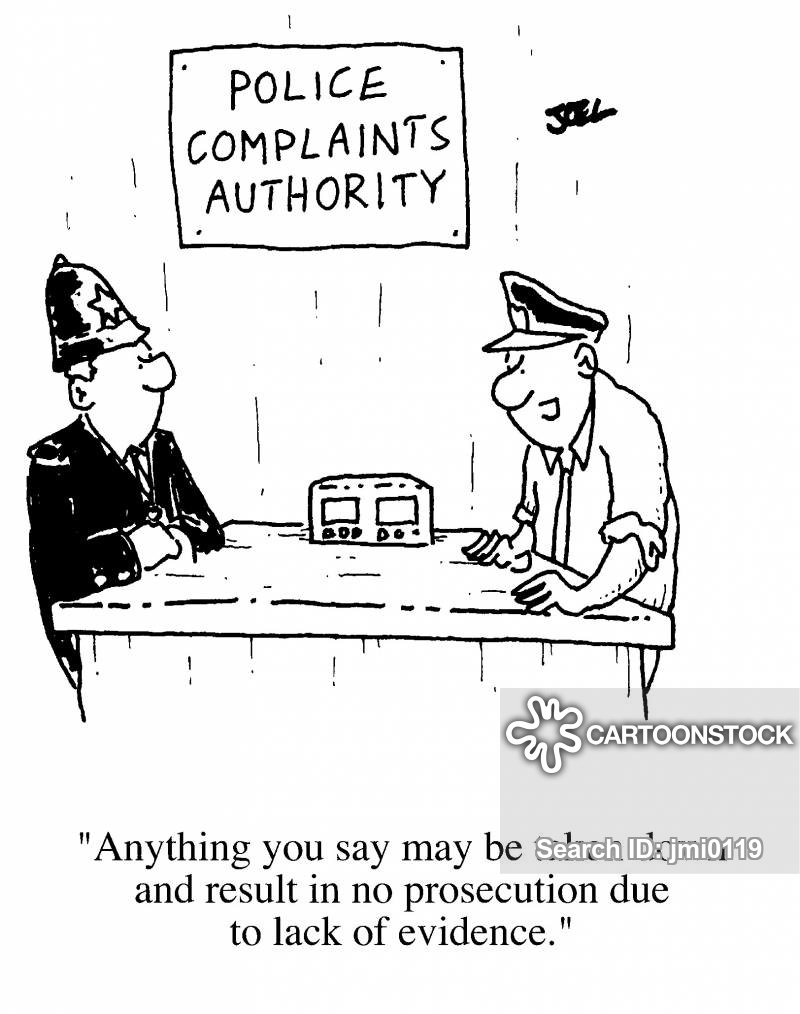 POLICE
COMPLAINTS
AUTHORITY
JOEL
CARTOONSTOCK
Search ID: jmi0119
"Anything you say may be
and result in no prosecution due
to lack of evidence."